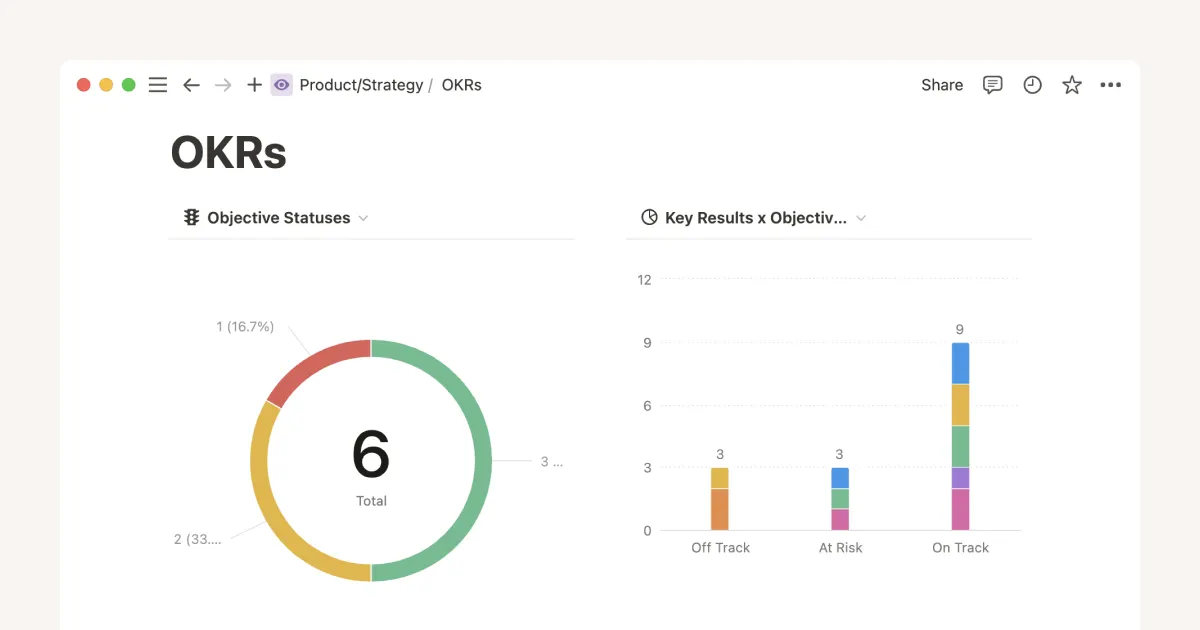 Product/Strategy / OKRs
Share
OKRs
Objective Statuses
1 (16.7%)
6
Total
3 ...
2 (33....
Key Results x Objectiv...
12
9
6
3
0
3
3
9
Off Track
At Risk
On Track